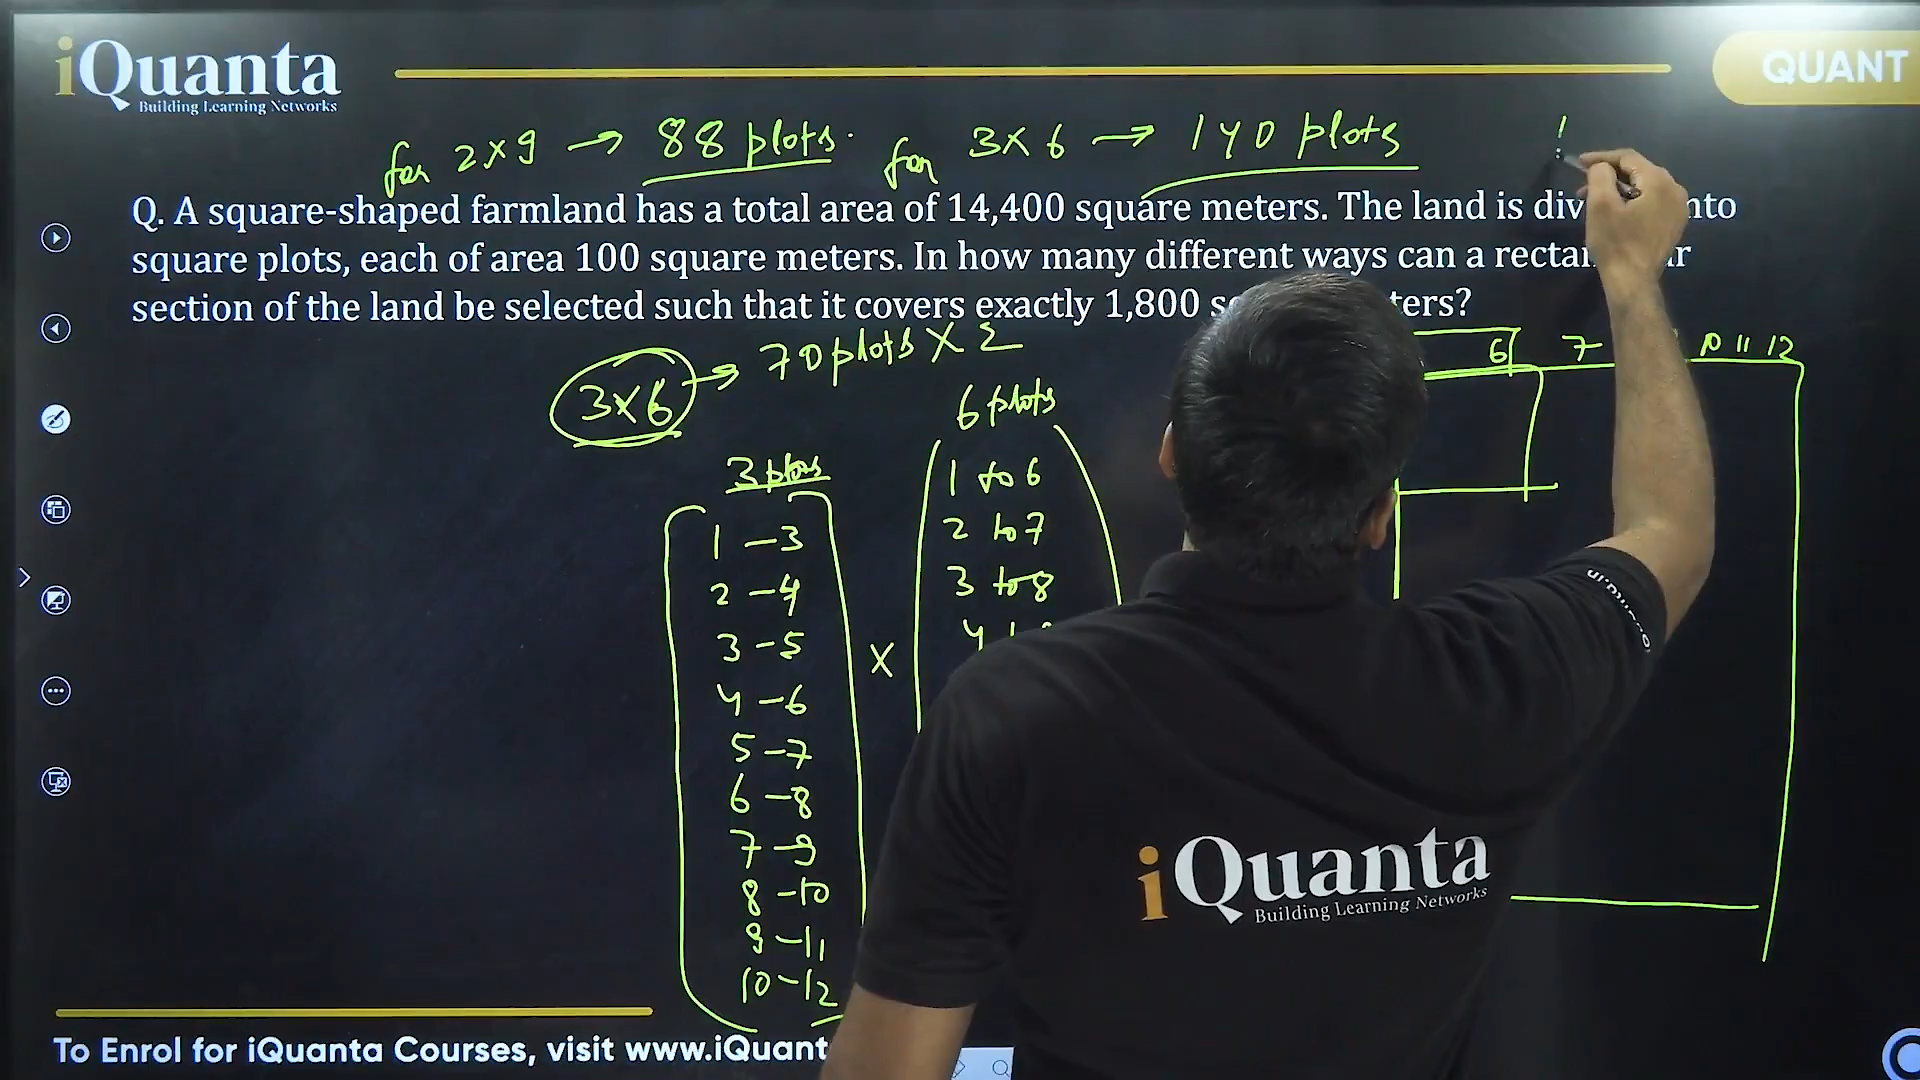 iQuanta
Building Learning Networks
QUANT
for 2×9 → 88 plots. for 3×6 → 140 plots
Q. A square-shaped farmland has a total area of 14,400 square meters. The land is into
square plots, each of area 100 square meters. In how many different ways can a
section of the land be selected such that it covers exactly 1,800
3×6 → 70 plots × 2
6 7 10 11 12
3 plots
6 plots
1 – 3
2 – 4
3 – 5
4 – 6
5 – 7
6 – 8
7 – 9
8 – 10
9 – 11
10 – 12
×
1 to 6
2 to 7
3 to 8
4
iQuanta
Building Learning Networks
To Enrol for iQuanta Courses, visit